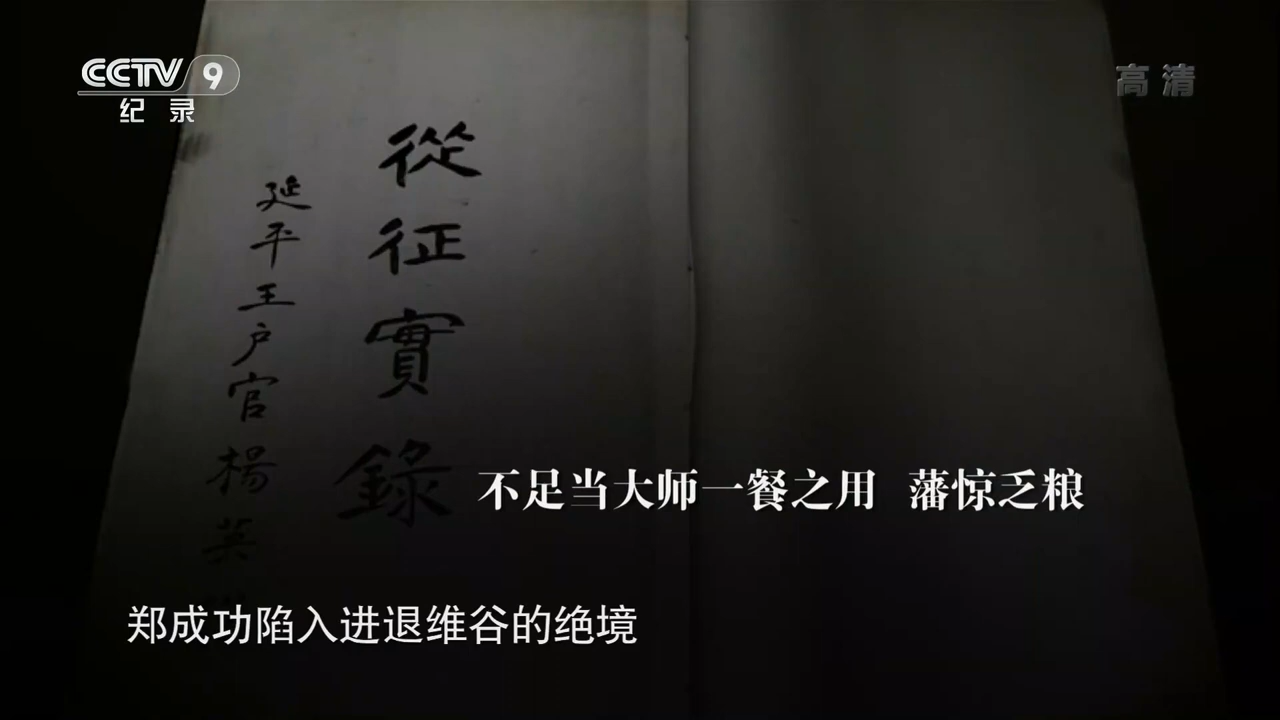 CCTV 9
纪录
高清
從征實錄
延平王户官楊英
不足当大师一餐之用 藩惊乏粮
郑成功陷入进退维谷的绝境